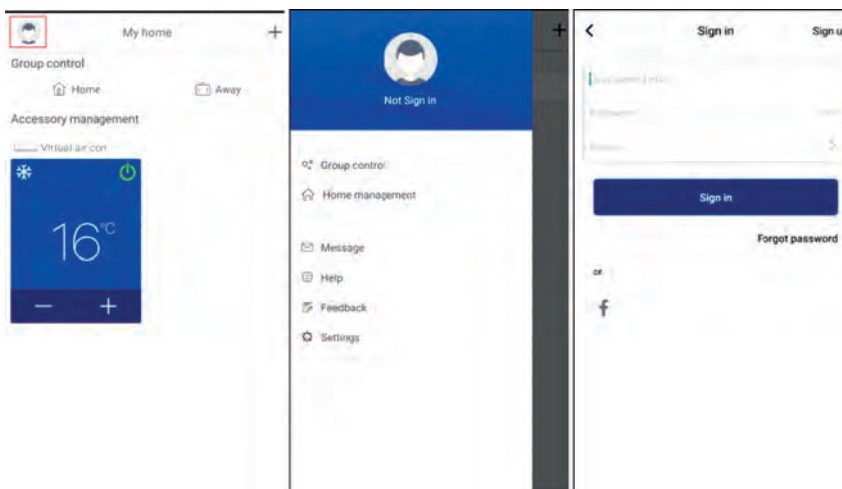 My home
+
Group control
Home
Away
Accessory management
Virtual air con
16°C
− +
Not Sign in
Group control
Home management
Message
Help
Feedback
Settings
+
Sign in
Sign u
Sign in
Forgot password
or
f